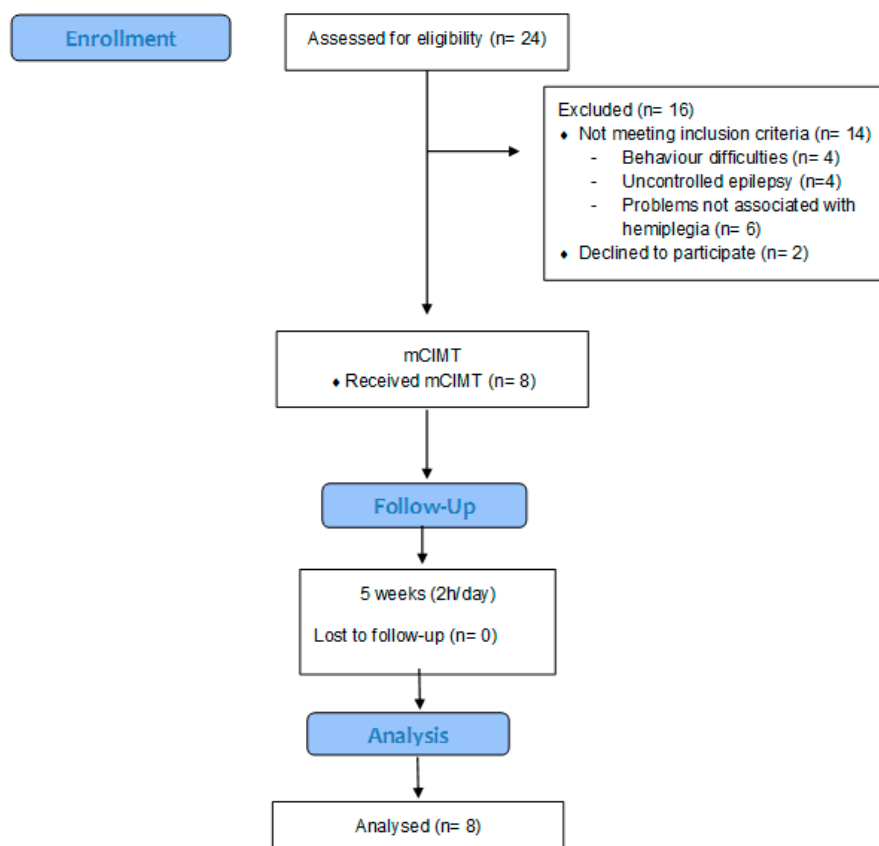 Enrollment
Assessed for eligibility (n= 24)
Excluded (n= 16)
♦ Not meeting inclusion criteria (n= 14)
- Behaviour difficulties (n= 4)
- Uncontrolled epilepsy (n=4)
- Problems not associated with
hemiplegia (n= 6)
♦ Declined to participate (n= 2)
mCIMT
♦ Received mCIMT (n= 8)
Follow-Up
5 weeks (2h/day)
Lost to follow-up (n= 0)
Analysis
Analysed (n= 8)